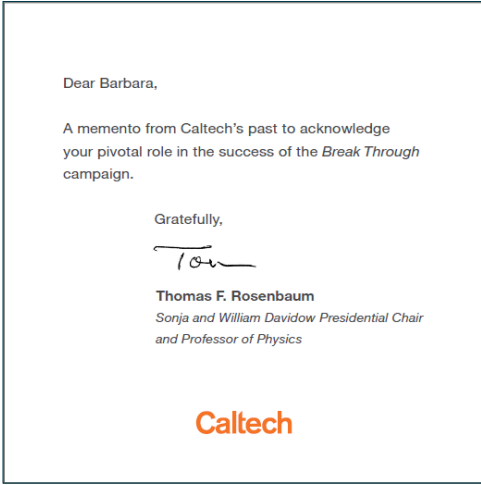 Dear Barbara,
A memento from Caltech’s past to acknowledge
your pivotal role in the success of the Break Through
campaign.
Gratefully,
Tom
Thomas F. Rosenbaum
Sonja and William Davidow Presidential Chair
and Professor of Physics
Caltech